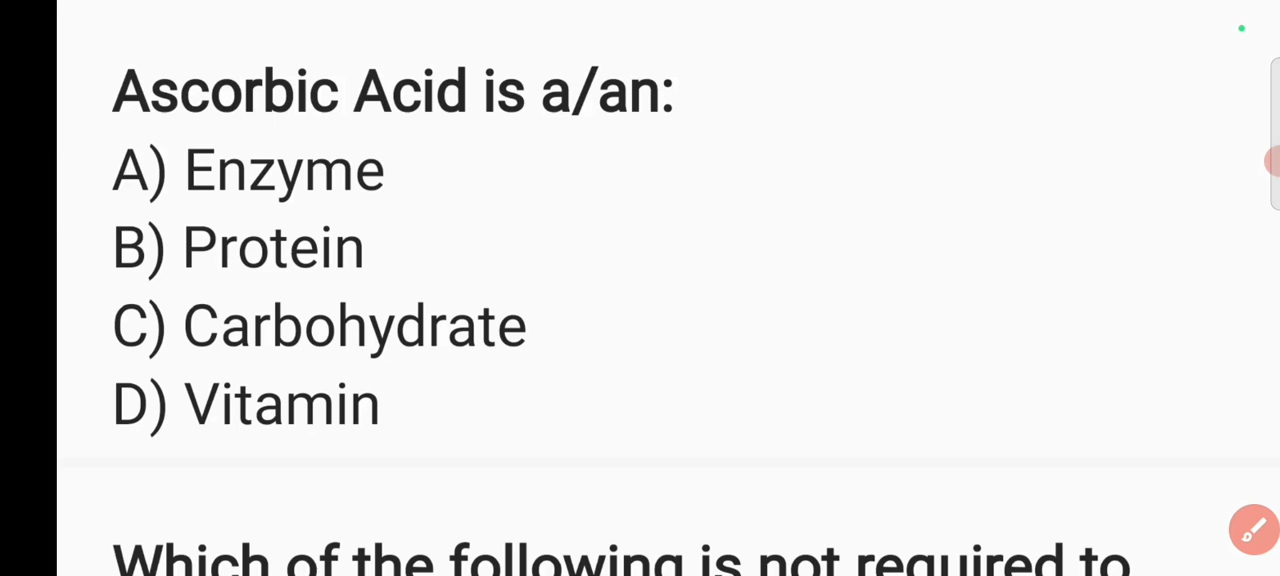 Ascorbic Acid is a/an:
A) Enzyme
B) Protein
C) Carbohydrate
D) Vitamin
Which of the following is not required to